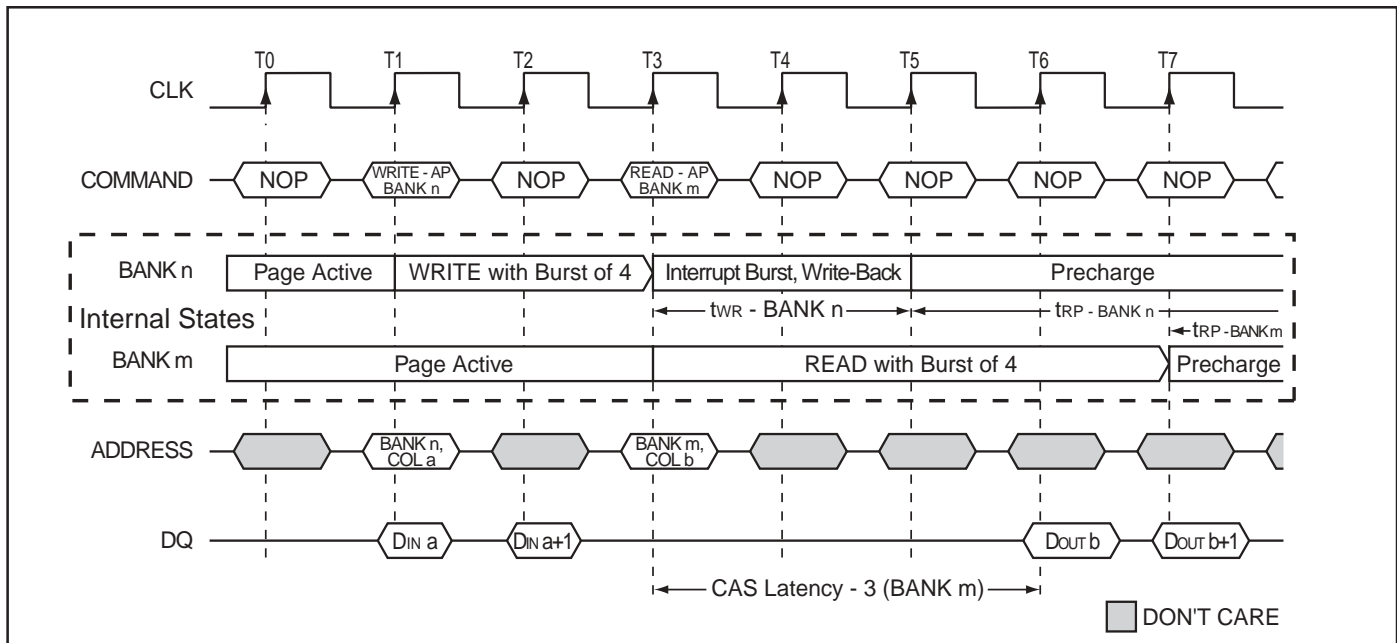 T0 T1 T2 T3 T4 T5 T6 T7
CLK
COMMAND NOP WRITE - AP BANK n NOP READ - AP BANK m NOP NOP NOP NOP
BANK n Page Active WRITE with Burst of 4 Interrupt Burst, Write-Back Precharge
tWR - BANK n tRP - BANK n
Internal States
tRP - BANK m
BANK m Page Active READ with Burst of 4 Precharge
ADDRESS BANK n, COL a BANK m, COL b
DQ DIN a DIN a+1 DOUT b DOUT b+1
CAS Latency - 3 (BANK m)
DON'T CARE